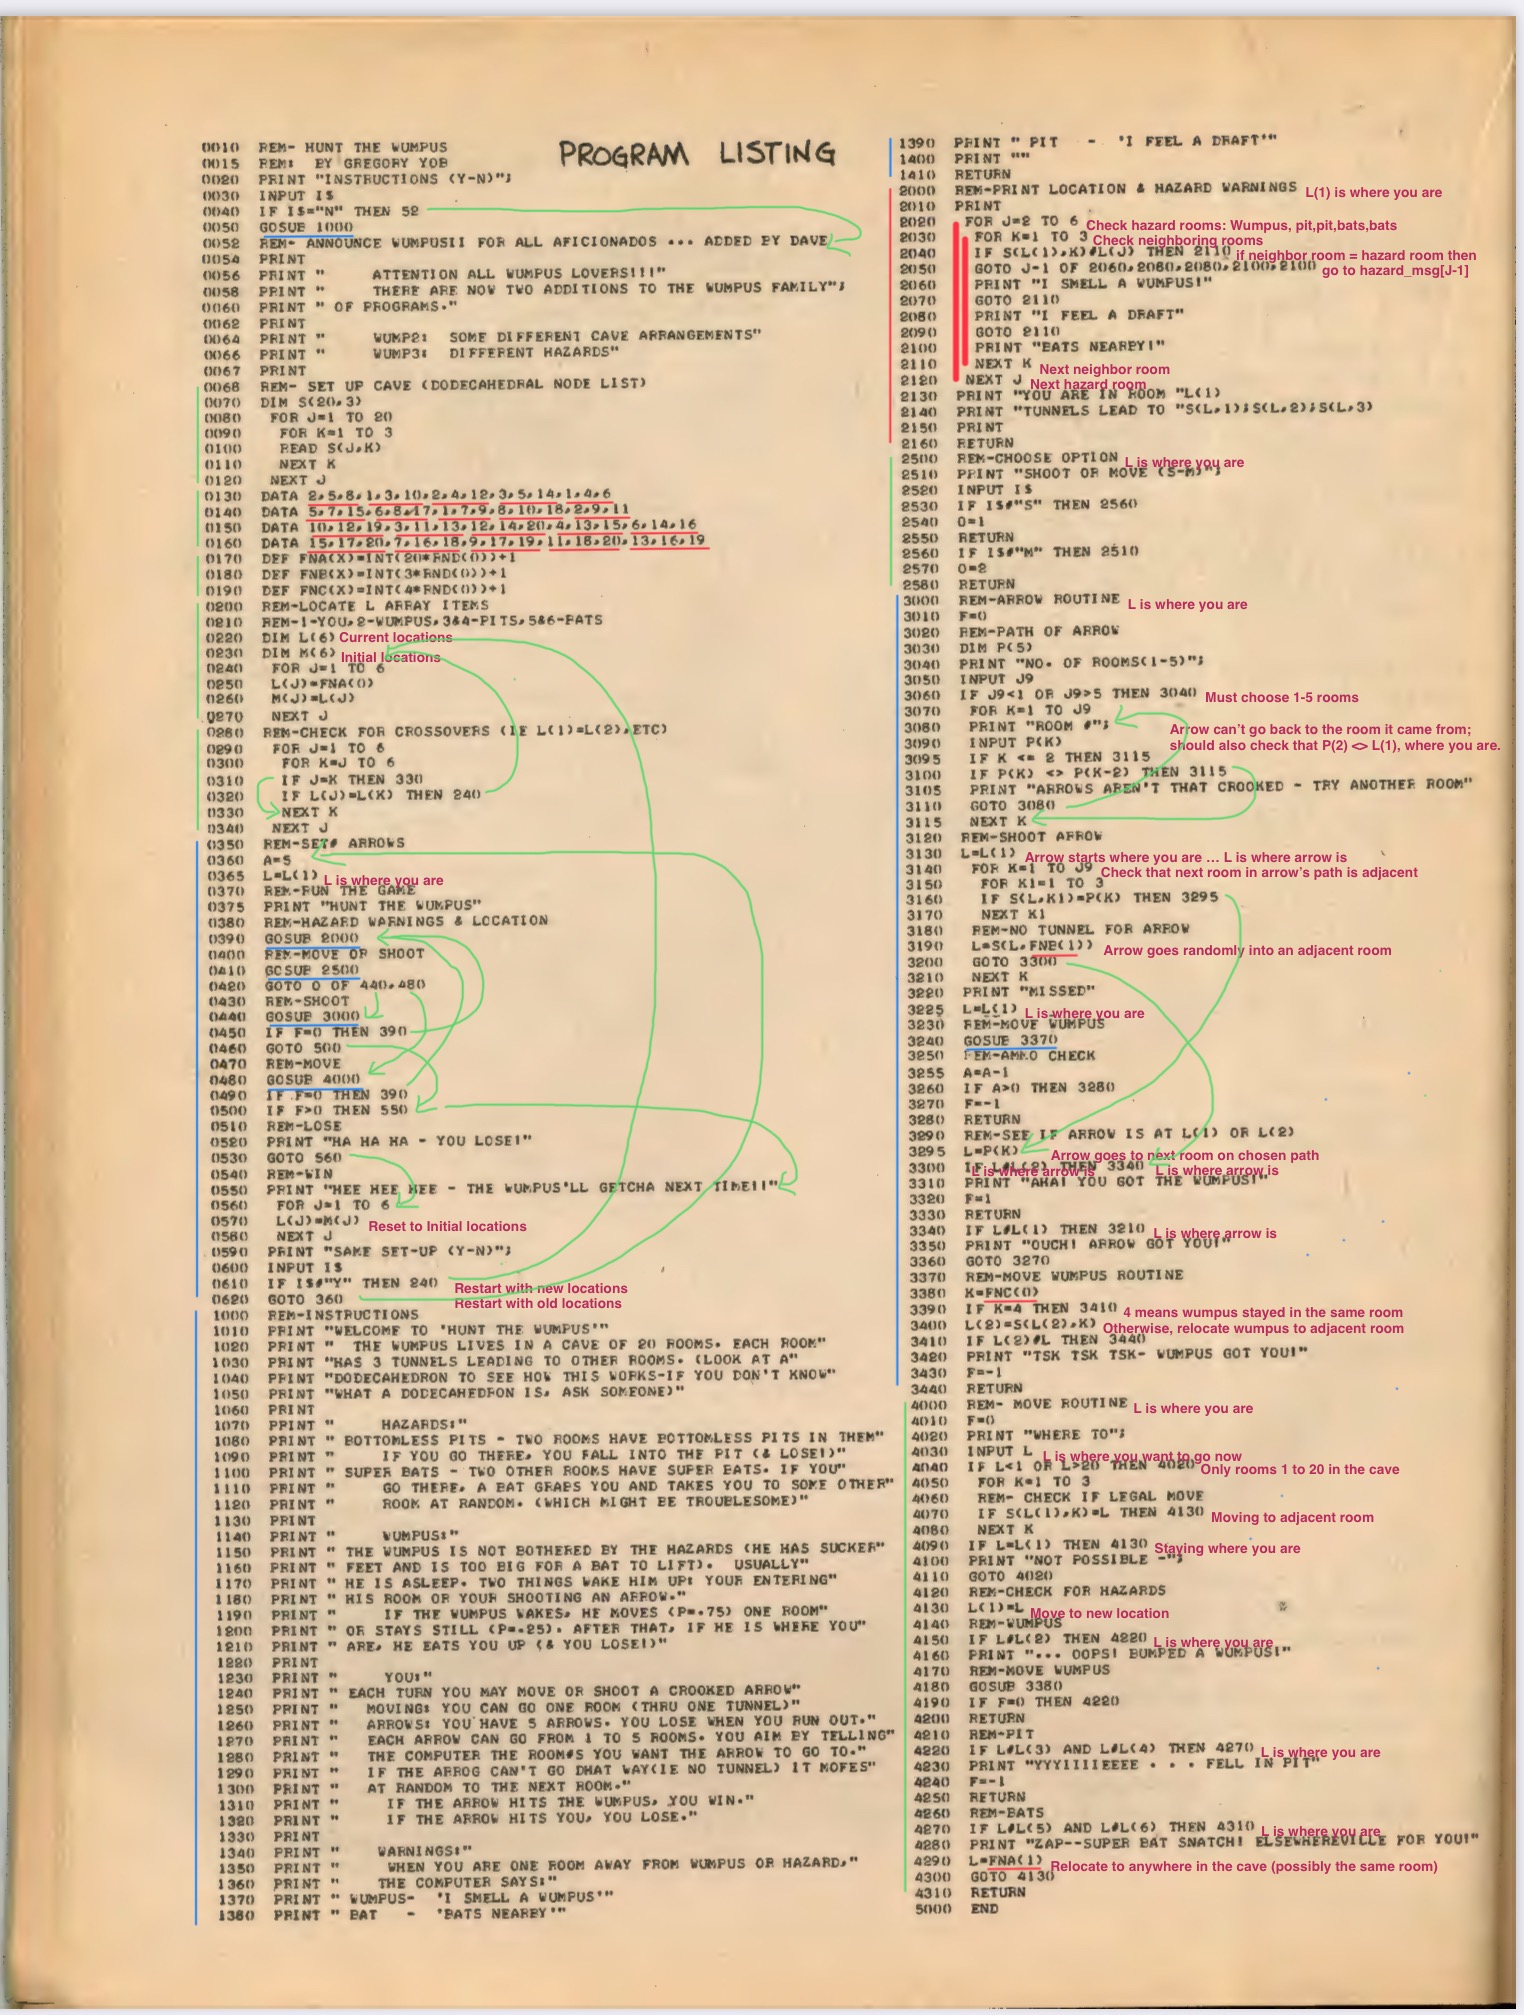 PROGRAM LISTING
0010 REM- HUNT THE WUMPUS
0015 REM: BY GREGORY YOB
0020 PRINT "INSTRUCTIONS (Y-N)";
0030 INPUT I$
0040 IF I$="N" THEN 52
0050 GOSUB 1000
0052 REM- ANNOUNCE WUMPUSII FOR ALL AFICIONADOS ... ADDED BY DAVE
0054 PRINT
0056 PRINT " ATTENTION ALL WUMPUS LOVERS!!!"
0058 PRINT " THERE ARE NOW TWO ADDITIONS TO THE WUMPUS FAMILY";
0060 PRINT " OF PROGRAMS."
0062 PRINT
0064 PRINT " WUMP2: SOME DIFFERENT CAVE ARRANGEMENTS"
0066 PRINT " WUMP3: DIFFERENT HAZARDS"
0067 PRINT
0068 REM- SET UP CAVE (DODECAHEDRAL NODE LIST)
0070 DIM S(20,3)
0080 FOR J=1 TO 20
0090 FOR K=1 TO 3
0100 READ S(J,K)
0110 NEXT K
0120 NEXT J
0130 DATA 2,5,8,1,3,10,2,4,12,3,5,14,1,4,6
0140 DATA 5,7,15,6,8,17,1,7,9,8,10,18,2,9,11
0150 DATA 10,12,19,3,11,13,12,14,20,4,13,15,6,14,16
0160 DATA 15,17,20,7,16,18,9,17,19,11,18,20,13,16,19
0170 DEF FNA(X)=INT(20*RND(0))+1
0180 DEF FNB(X)=INT(3*RND(0))+1
0190 DEF FNC(X)=INT(4*RND(0))+1
0200 REM-LOCATE L ARRAY ITEMS
0210 REM-1-YOU,2-WUMPUS,3&4-PITS,5&6-BATS
0220 DIM L(6) Current locations
0230 DIM M(6) Initial locations
0240 FOR J=1 TO 6
0250 L(J)=FNA(0)
0260 M(J)=L(J)
0270 NEXT J
0280 REM-CHECK FOR CROSSOVERS (IE L(1)=L(2),ETC)
0290 FOR J=1 TO 6
0300 FOR K=J TO 6
0310 IF J=K THEN 330
0320 IF L(J)=L(K) THEN 240
0330 NEXT K
0340 NEXT J
0350 REM-SET# ARROWS
0360 A=5
0365 L=L(1) L is where you are
0370 REM-RUN THE GAME
0375 PRINT "HUNT THE WUMPUS"
0380 REM-HAZARD WARNINGS & LOCATION
0390 GOSUB 2000
0400 REM-MOVE OR SHOOT
0410 GOSUB 2500
0420 GOTO O OF 440,480
0430 REM-SHOOT
0440 GOSUB 3000
0450 IF F=0 THEN 390
0460 GOTO 500
0470 REM-MOVE
0480 GOSUB 4000
0490 IF F=0 THEN 390
0500 IF F>0 THEN 550
0510 REM-LOSE
0520 PRINT "HA HA HA - YOU LOSE!"
0530 GOTO 560
0540 REM-WIN
0550 PRINT "HEE HEE HEE - THE WUMPUS'LL GETCHA NEXT TIME!!"
0560 FOR J=1 TO 6
0570 L(J)=M(J) Reset to Initial locations
0580 NEXT J
0590 PRINT "SAME SET-UP (Y-N)";
0600 INPUT I$
0610 IF I$#"Y" THEN 240 Restart with new locations
0620 GOTO 360 Restart with old locations
1000 REM-INSTRUCTIONS
1010 PRINT "WELCOME TO 'HUNT THE WUMPUS'"
1020 PRINT " THE WUMPUS LIVES IN A CAVE OF 20 ROOMS. EACH ROOM"
1030 PRINT "HAS 3 TUNNELS LEADING TO OTHER ROOMS. (LOOK AT A"
1040 PRINT "DODECAHEDRON TO SEE HOW THIS WORKS-IF YOU DON'T KNOW"
1050 PRINT "WHAT A DODECAHEDRON IS, ASK SOMEONE)"
1060 PRINT
1070 PRINT " HAZARDS:"
1080 PRINT " BOTTOMLESS PITS - TWO ROOMS HAVE BOTTOMLESS PITS IN THEM"
1090 PRINT " IF YOU GO THERE, YOU FALL INTO THE PIT (& LOSE!)"
1100 PRINT " SUPER BATS - TWO OTHER ROOMS HAVE SUPER BATS. IF YOU"
1110 PRINT " GO THERE, A BAT GRABS YOU AND TAKES YOU TO SOME OTHER"
1120 PRINT " ROOM AT RANDOM. (WHICH MIGHT BE TROUBLESOME)"
1130 PRINT
1140 PRINT " WUMPUS:"
1150 PRINT " THE WUMPUS IS NOT BOTHERED BY THE HAZARDS (HE HAS SUCKER"
1160 PRINT " FEET AND IS TOO BIG FOR A BAT TO LIFT). USUALLY"
1170 PRINT " HE IS ASLEEP. TWO THINGS WAKE HIM UP: YOUR ENTERING"
1180 PRINT " HIS ROOM OR YOUR SHOOTING AN ARROW."
1190 PRINT " IF THE WUMPUS WAKES, HE MOVES (P=.75) ONE ROOM"
1200 PRINT " OR STAYS STILL (P=.25). AFTER THAT, IF HE IS WHERE YOU"
1210 PRINT " ARE, HE EATS YOU UP (& YOU LOSE!)"
1220 PRINT
1230 PRINT " YOU:"
1240 PRINT " EACH TURN YOU MAY MOVE OR SHOOT A CROOKED ARROW"
1250 PRINT " MOVING: YOU CAN GO ONE ROOM (THRU ONE TUNNEL)"
1260 PRINT " ARROWS: YOU HAVE 5 ARROWS. YOU LOSE WHEN YOU RUN OUT."
1270 PRINT " EACH ARROW CAN GO FROM 1 TO 5 ROOMS. YOU AIM BY TELLING"
1280 PRINT " THE COMPUTER THE ROOM#S YOU WANT THE ARROW TO GO TO."
1290 PRINT " IF THE ARROG CAN'T GO DHAT WAY(IE NO TUNNEL) IT MOFES"
1300 PRINT " AT RANDOM TO THE NEXT ROOM."
1310 PRINT " IF THE ARROW HITS THE WUMPUS, YOU WIN."
1320 PRINT " IF THE ARROW HITS YOU, YOU LOSE."
1330 PRINT
1340 PRINT " WARNINGS:"
1350 PRINT " WHEN YOU ARE ONE ROOM AWAY FROM WUMPUS OR HAZARD,"
1360 PRINT " THE COMPUTER SAYS:"
1370 PRINT " WUMPUS- 'I SMELL A WUMPUS'"
1380 PRINT " BAT - 'BATS NEARBY'"
1390 PRINT " PIT - 'I FEEL A DRAFT'"
1400 PRINT ""
1410 RETURN
2000 REM-PRINT LOCATION & HAZARD WARNINGS L(1) is where you are
2010 PRINT
2020 FOR J=2 TO 6 Check hazard rooms: Wumpus, pit,pit,bats,bats
2030 FOR K=1 TO 3 Check neighboring rooms
2040 IF S(L(1),K)#L(J) THEN 2110 if neighbor room = hazard room then
2050 GOTO J-1 OF 2060,2080,2080,2100,2100 go to hazard_msg[J-1]
2060 PRINT "I SMELL A WUMPUS!"
2070 GOTO 2110
2080 PRINT "I FEEL A DRAFT"
2090 GOTO 2110
2100 PRINT "BATS NEARBY!"
2110 NEXT K Next neighbor room
2120 NEXT J Next hazard room
2130 PRINT "YOU ARE IN ROOM "L(1)
2140 PRINT "TUNNELS LEAD TO "S(L,1);S(L,2);S(L,3)
2150 PRINT
2160 RETURN
2500 REM-CHOOSE OPTION L is where you are
2510 PRINT "SHOOT OR MOVE (S-M)";
2520 INPUT I$
2530 IF I$#"S" THEN 2560
2540 O=1
2550 RETURN
2560 IF I$#"M" THEN 2510
2570 O=2
2580 RETURN
3000 REM-ARROW ROUTINE L is where you are
3010 F=0
3020 REM-PATH OF ARROW
3030 DIM P(5)
3040 PRINT "NO. OF ROOMS(1-5)";
3050 INPUT J9
3060 IF J9<1 OR J9>5 THEN 3040 Must choose 1-5 rooms
3070 FOR K=1 TO J9
3080 PRINT "ROOM #"; Arrow can't go back to the room it came from;
3090 INPUT P(K) should also check that P(2) <> L(1), where you are.
3095 IF K <= 2 THEN 3115
3100 IF P(K) <> P(K-2) THEN 3115
3105 PRINT "ARROWS AREN'T THAT CROOKED - TRY ANOTHER ROOM"
3110 GOTO 3080
3115 NEXT K
3120 REM-SHOOT ARROW
3130 L=L(1) Arrow starts where you are ... L is where arrow is
3140 FOR K=1 TO J9 Check that next room in arrow's path is adjacent
3150 FOR K1=1 TO 3
3160 IF S(L,K1)=P(K) THEN 3295
3170 NEXT K1
3180 REM-NO TUNNEL FOR ARROW
3190 L=S(L,FNB(1)) Arrow goes randomly into an adjacent room
3200 GOTO 3300
3210 NEXT K
3220 PRINT "MISSED"
3225 L=L(1) L is where you are
3230 REM-MOVE WUMPUS
3240 GOSUB 3370
3250 REM-AMMO CHECK
3255 A=A-1
3260 IF A>0 THEN 3280
3270 F=-1
3280 RETURN
3290 REM-SEE IF ARROW IS AT L(1) OR L(2)
3295 L=P(K) Arrow goes to next room on chosen path
3300 IF L#L(2) THEN 3340 L is where arrow is L is where arrow is
3310 PRINT "AHA! YOU GOT THE WUMPUS!"
3320 F=1
3330 RETURN
3340 IF L#L(1) THEN 3210 L is where arrow is
3350 PRINT "OUCH! ARROW GOT YOU!"
3360 GOTO 3270
3370 REM-MOVE WUMPUS ROUTINE
3380 K=FNC(0)
3390 IF K=4 THEN 3410 4 means wumpus stayed in the same room
3400 L(2)=S(L(2),K) Otherwise, relocate wumpus to adjacent room
3410 IF L(2)#L THEN 3440
3420 PRINT "TSK TSK TSK- WUMPUS GOT YOU!"
3430 F=-1
3440 RETURN
4000 REM- MOVE ROUTINE L is where you are
4010 F=0
4020 PRINT "WHERE TO";
4030 INPUT L L is where you want to go now
4040 IF L<1 OR L>20 THEN 4020 Only rooms 1 to 20 in the cave
4050 FOR K=1 TO 3
4060 REM- CHECK IF LEGAL MOVE
4070 IF S(L(1),K)=L THEN 4130 Moving to adjacent room
4080 NEXT K
4090 IF L=L(1) THEN 4130 Staying where you are
4100 PRINT "NOT POSSIBLE -";
4110 GOTO 4020
4120 REM-CHECK FOR HAZARDS
4130 L(1)=L Move to new location
4140 REM-WUMPUS
4150 IF L#L(2) THEN 4220 L is where you are
4160 PRINT "... OOPS! BUMPED A WUMPUS!"
4170 REM-MOVE WUMPUS
4180 GOSUB 3380
4190 IF F=0 THEN 4220
4200 RETURN
4210 REM-PIT
4220 IF L#L(3) AND L#L(4) THEN 4270 L is where you are
4230 PRINT "YYYIIIIEEEE . . . FELL IN PIT"
4240 F=-1
4250 RETURN
4260 REM-BATS
4270 IF L#L(5) AND L#L(6) THEN 4310 L is where you are
4280 PRINT "ZAP--SUPER BAT SNATCH! ELSEWHEREVILLE FOR YOU!"
4290 L=FNA(1) Relocate to anywhere in the cave (possibly the same room)
4300 GOTO 4130
4310 RETURN
5000 END